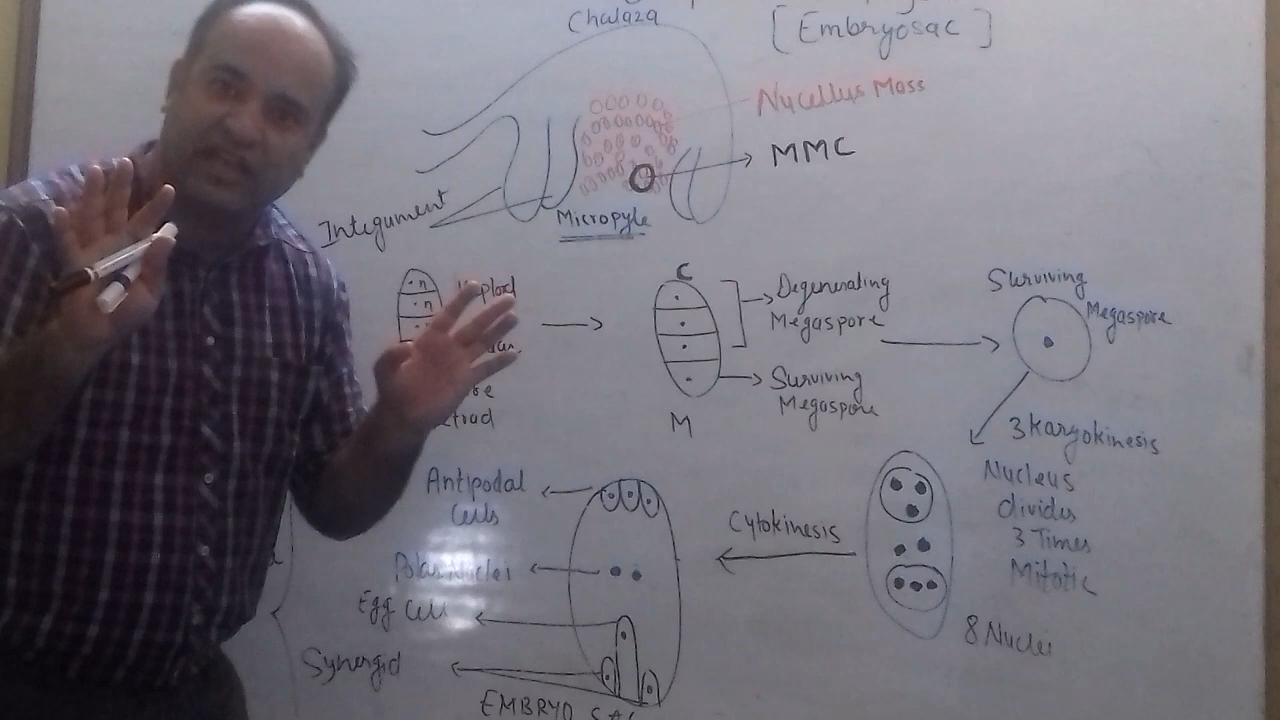 Chalaza
[Embryosac]
Nucellus Mass
MMC
Integument
Micropyle
n
n
C
Degenerating
Megaspore
Surviving
Megaspore
M
Surviving
Megaspore
3 karyokinesis
Nucleus
divides
3 Times
Mitotic
8 Nuclei
Cytokinesis
Antipodal
Cells
Polar Nuclei
Egg Cell
Synergid
EMBRYO SAC